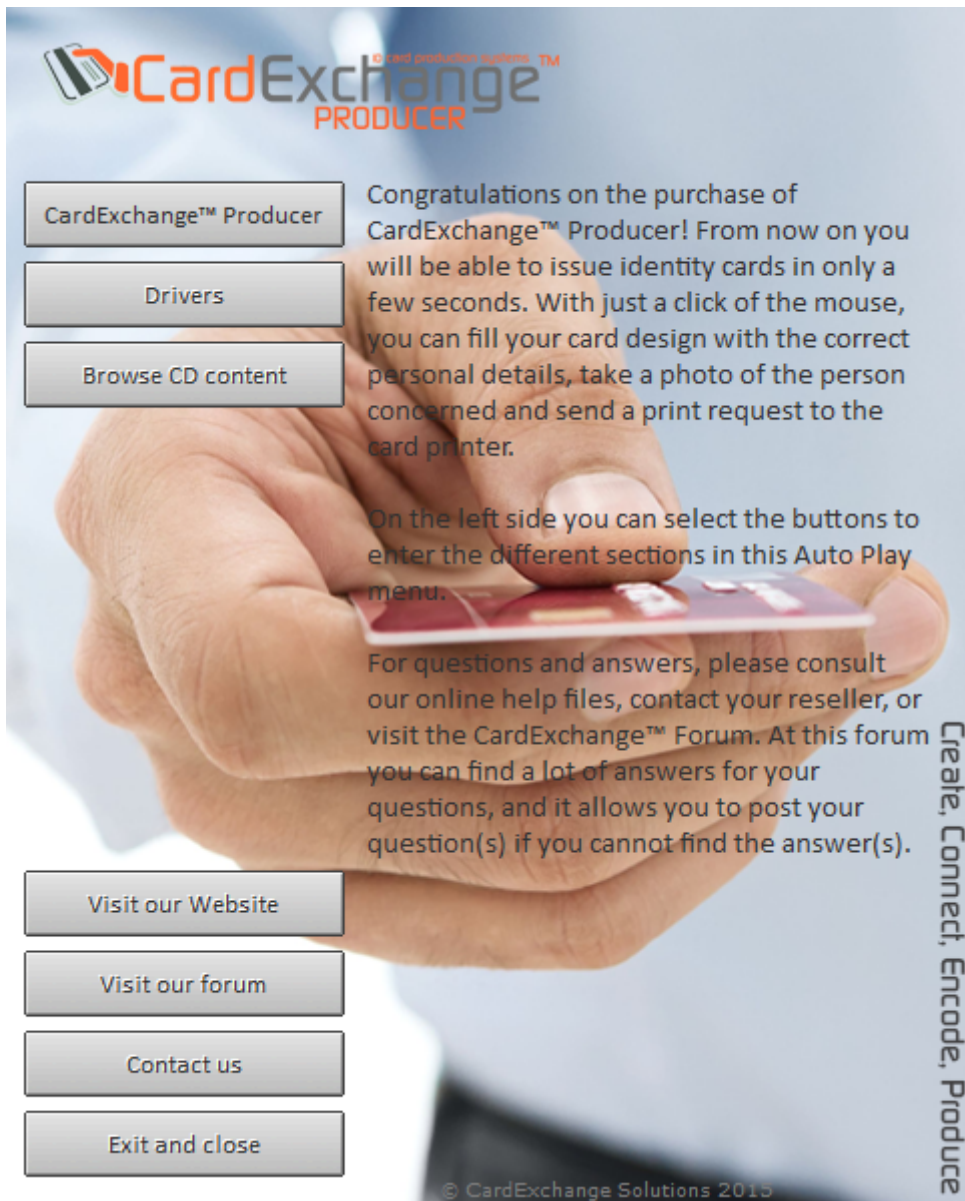 © card production systems
CardExchange™
PRODUCER
CardExchange™ Producer
Drivers
Browse CD content
Congratulations on the purchase of
CardExchange™ Producer! From now on you
will be able to issue identity cards in only a
few seconds. With just a click of the mouse,
you can fill your card design with the correct
personal details, take a photo of the person
concerned and send a print request to the
card printer.
On the left side you can select the buttons to
enter the different sections in this Auto Play
menu.
For questions and answers, please consult
our online help files, contact your reseller, or
visit the CardExchange™ Forum. At this forum
you can find a lot of answers for your
questions, and it allows you to post your
question(s) if you cannot find the answer(s).
Visit our Website
Visit our forum
Contact us
Exit and close
Create, Connect, Encode, Produce
© CardExchange Solutions 2015